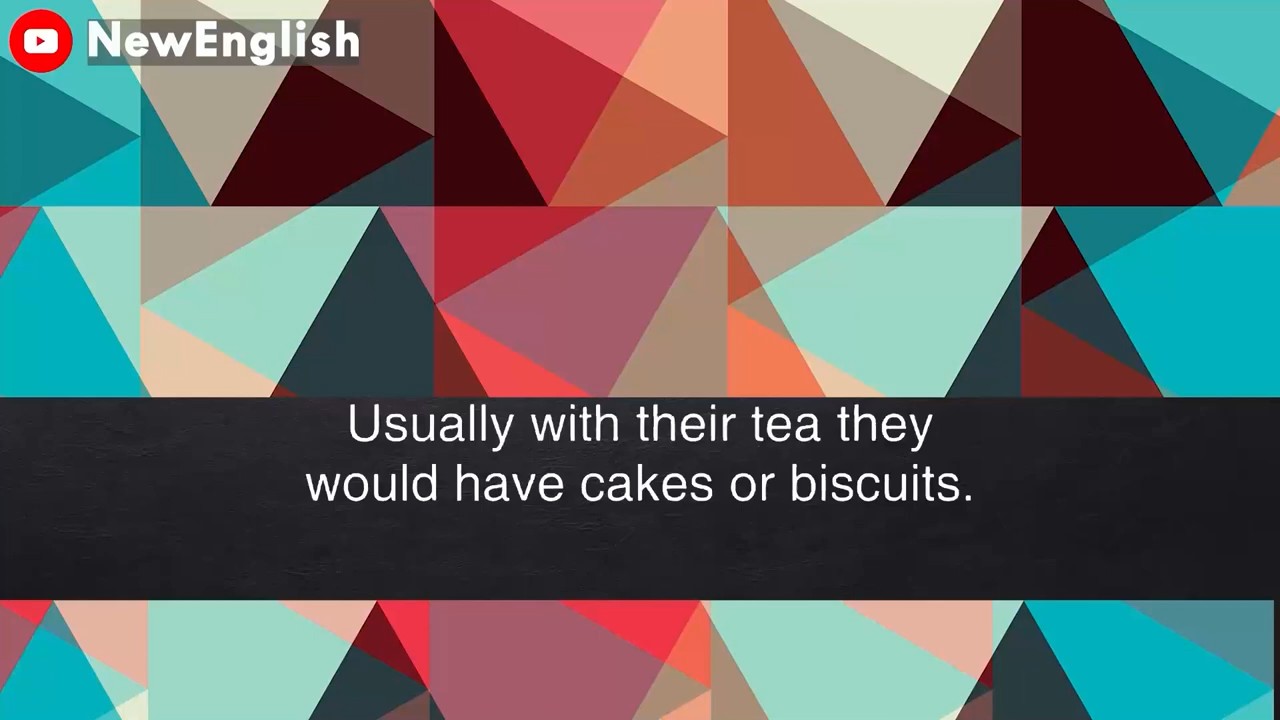 NewEnglish
Usually with their tea they
would have cakes or biscuits.